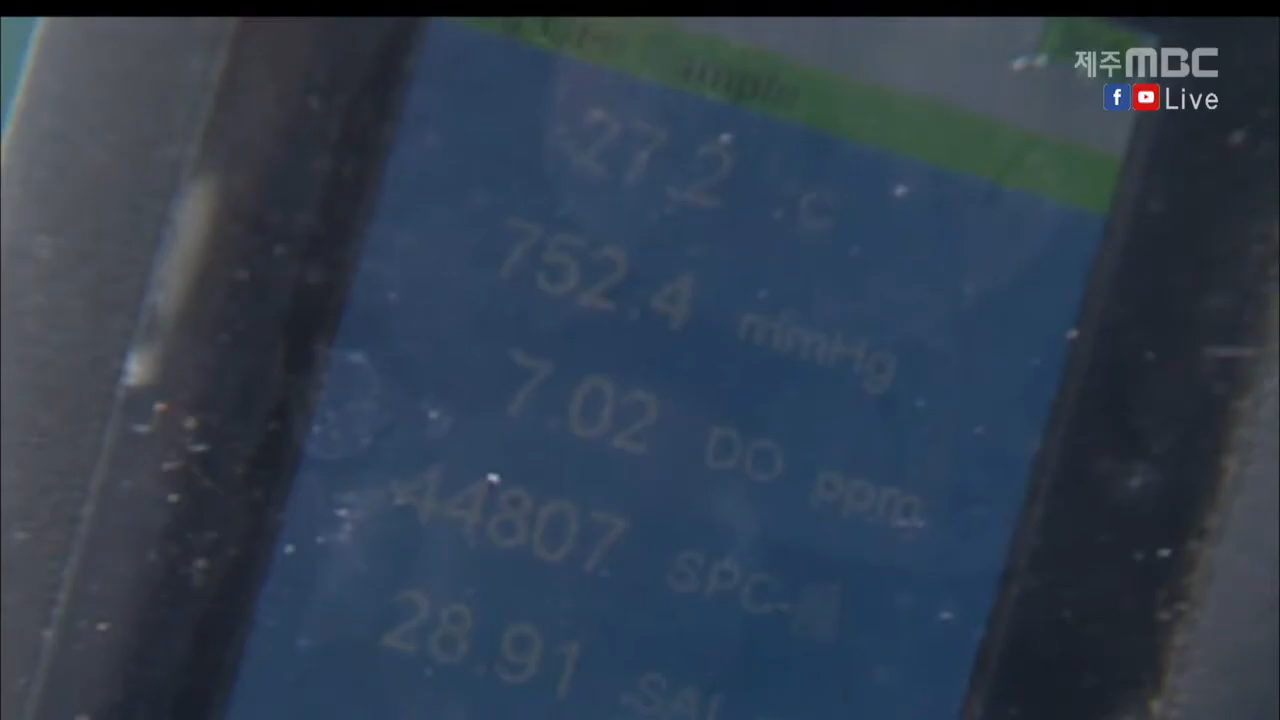 제주MBC
Live
27.2 C
752.4 mmHg
7.02 DO ppm
44807 SPC-
28.91 SAL